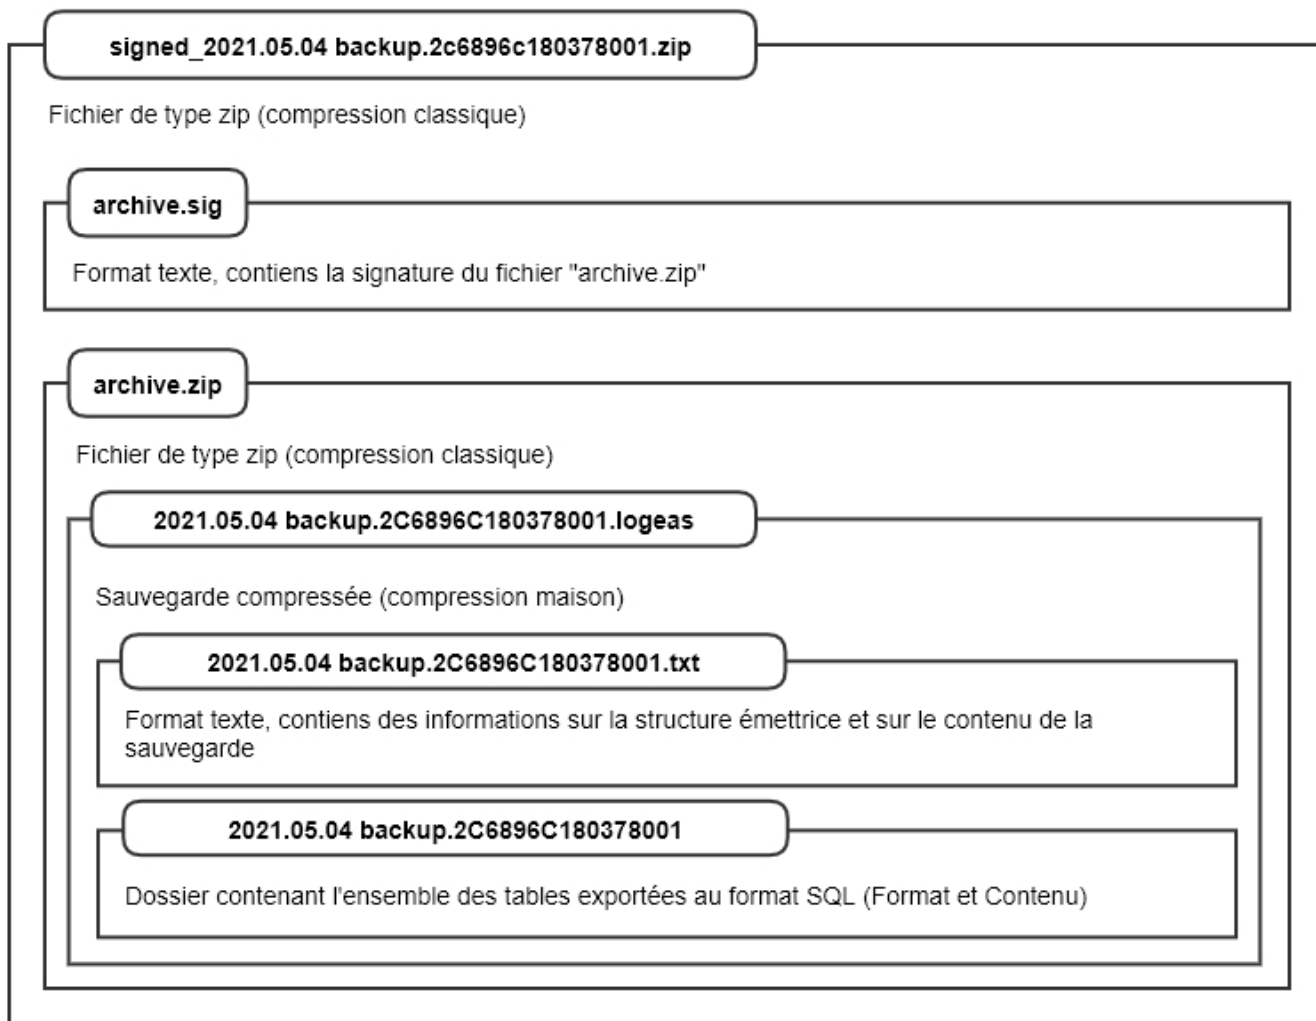 signed_2021.05.04 backup.2c6896c180378001.zip
Fichier de type zip (compression classique)
archive.sig
Format texte, contiens la signature du fichier "archive.zip"
archive.zip
Fichier de type zip (compression classique)
2021.05.04 backup.2C6896C180378001.logeas
Sauvegarde compressée (compression maison)
2021.05.04 backup.2C6896C180378001.txt
Format texte, contiens des informations sur la structure émettrice et sur le contenu de la
sauvegarde
2021.05.04 backup.2C6896C180378001
Dossier contenant l'ensemble des tables exportées au format SQL (Format et Contenu)